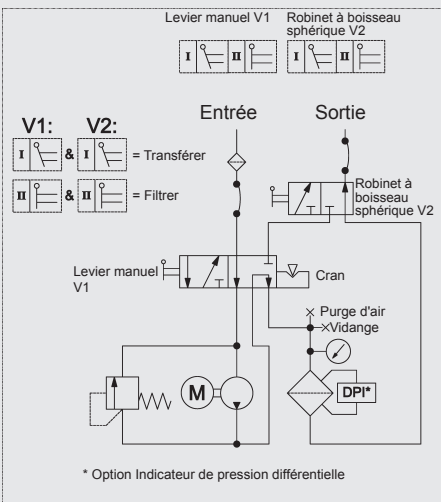 Levier manuel V1
Robinet à boisseau
sphérique V2
I
II
I
II
Entrée
Sortie
V1:
V2:
I & I = Transférer
II & II = Filtrer
Robinet à
boisseau
sphérique V2
Levier manuel
V1
Cran
Purge d'air
Vidange
M
DPI*
* Option Indicateur de pression différentielle